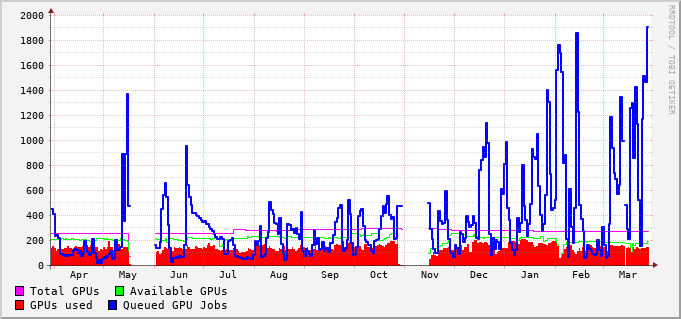 2000
1800
1600
1400
1200
1000
800
600
400
200
0
Apr May Jun Jul Aug Sep Oct Nov Dec Jan Feb Mar
Total GPUs Available GPUs
GPUs used Queued GPU Jobs
RRDTOOL / TOBI OETIKER